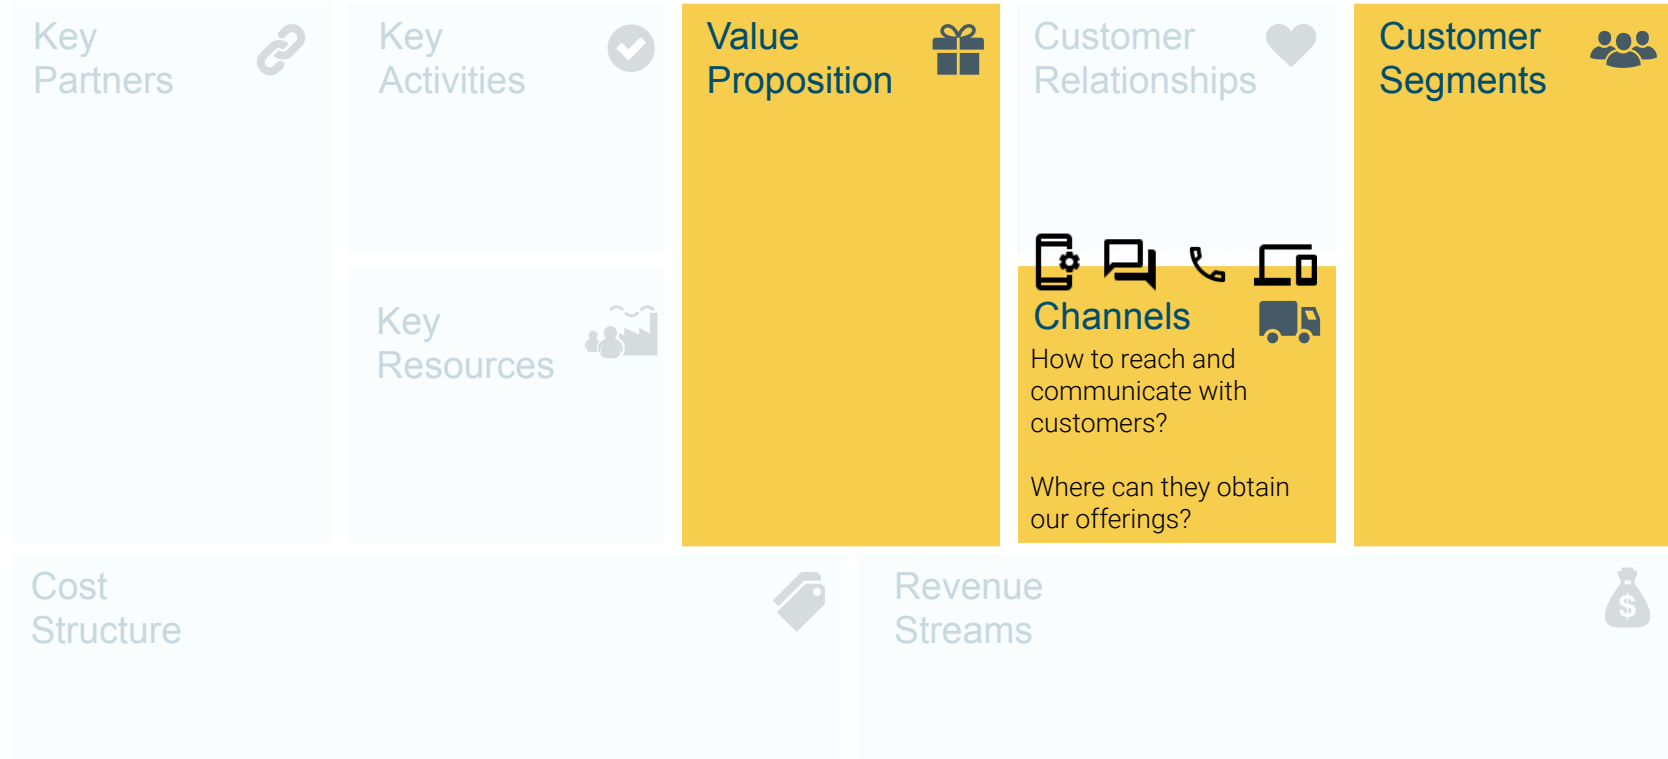 Key
Partners
Key
Activities
Value
Proposition
Customer
Relationships
Customer
Segments
Key
Resources
Channels
How to reach and
communicate with
customers?
Where can they obtain
our offerings?
Cost
Structure
Revenue
Streams
$